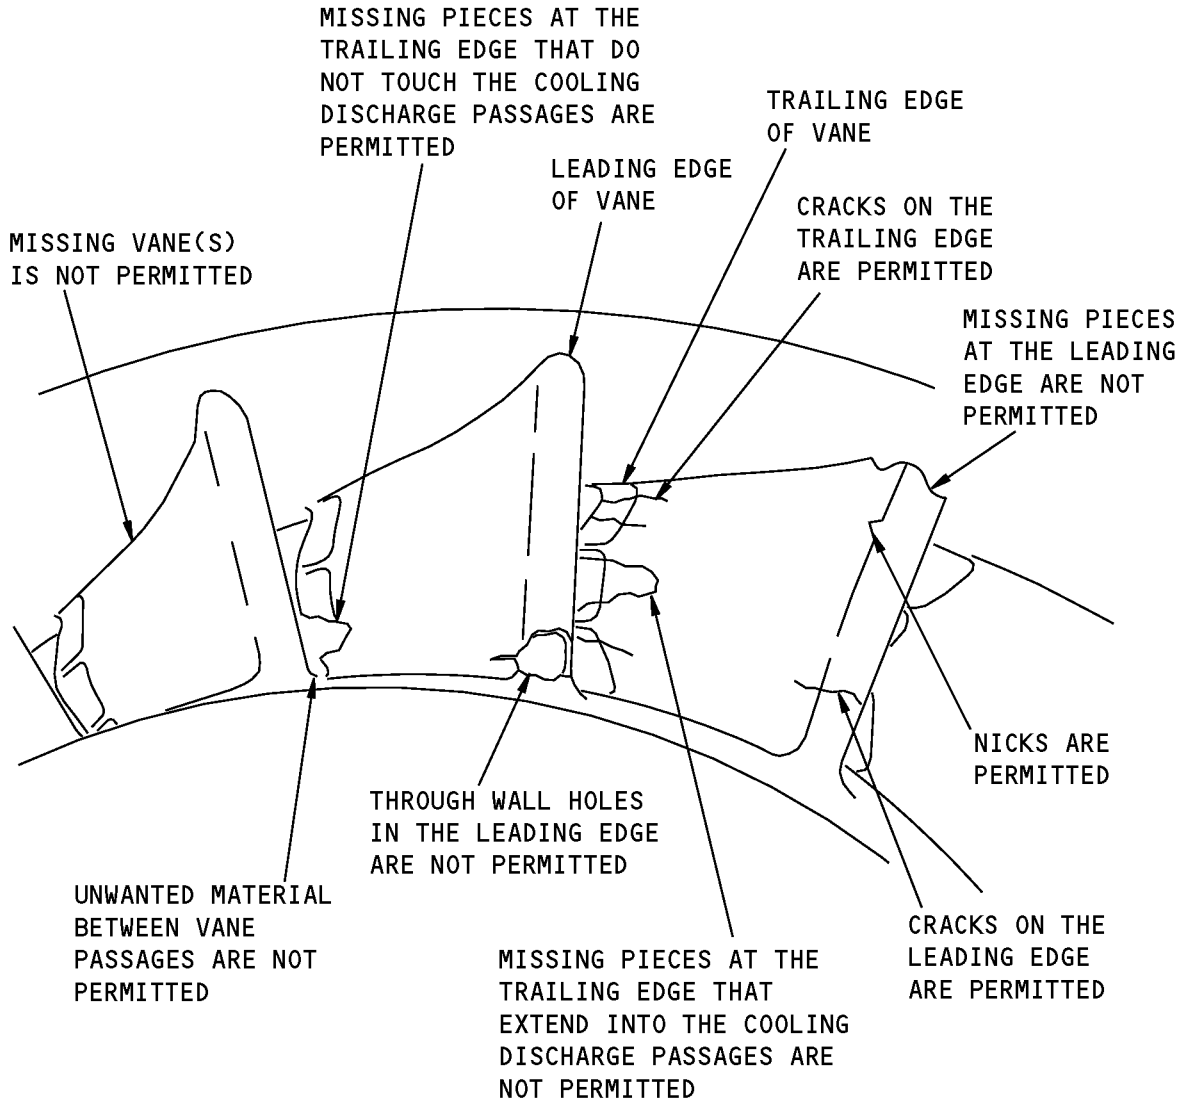 MISSING PIECES AT THE
TRAILING EDGE THAT DO
NOT TOUCH THE COOLING
DISCHARGE PASSAGES ARE
PERMITTED
TRAILING EDGE
OF VANE
LEADING EDGE
OF VANE
CRACKS ON THE
TRAILING EDGE
ARE PERMITTED
MISSING VANE(S)
IS NOT PERMITTED
MISSING PIECES
AT THE LEADING
EDGE ARE NOT
PERMITTED
NICKS ARE
PERMITTED
THROUGH WALL HOLES
IN THE LEADING EDGE
ARE NOT PERMITTED
UNWANTED MATERIAL
BETWEEN VANE
PASSAGES ARE NOT
PERMITTED
CRACKS ON THE
LEADING EDGE
ARE PERMITTED
MISSING PIECES AT THE
TRAILING EDGE THAT
EXTEND INTO THE COOLING
DISCHARGE PASSAGES ARE
NOT PERMITTED